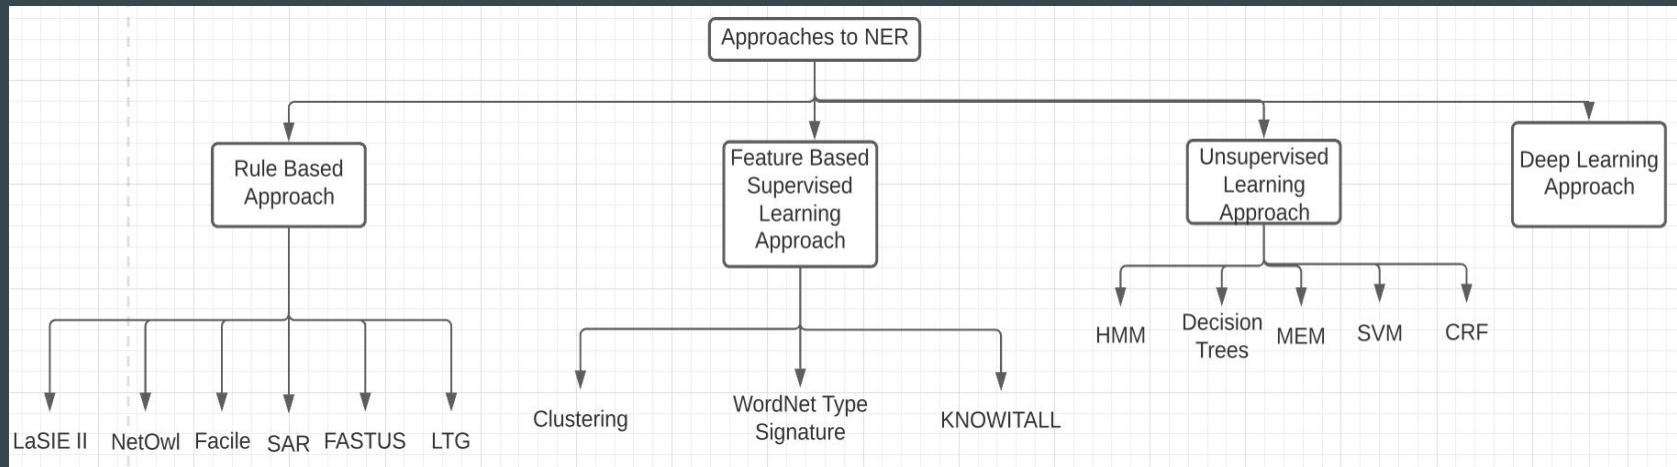 Approaches to NER
Rule Based
Approach
Feature Based
Supervised
Learning
Approach
Unsupervised
Learning
Approach
Deep Learning
Approach
LaSIE II
NetOwl
Facile
SAR
FASTUS
LTG
Clustering
WordNet Type
Signature
KNOWITALL
HMM
Decision
Trees
MEM
SVM
CRF